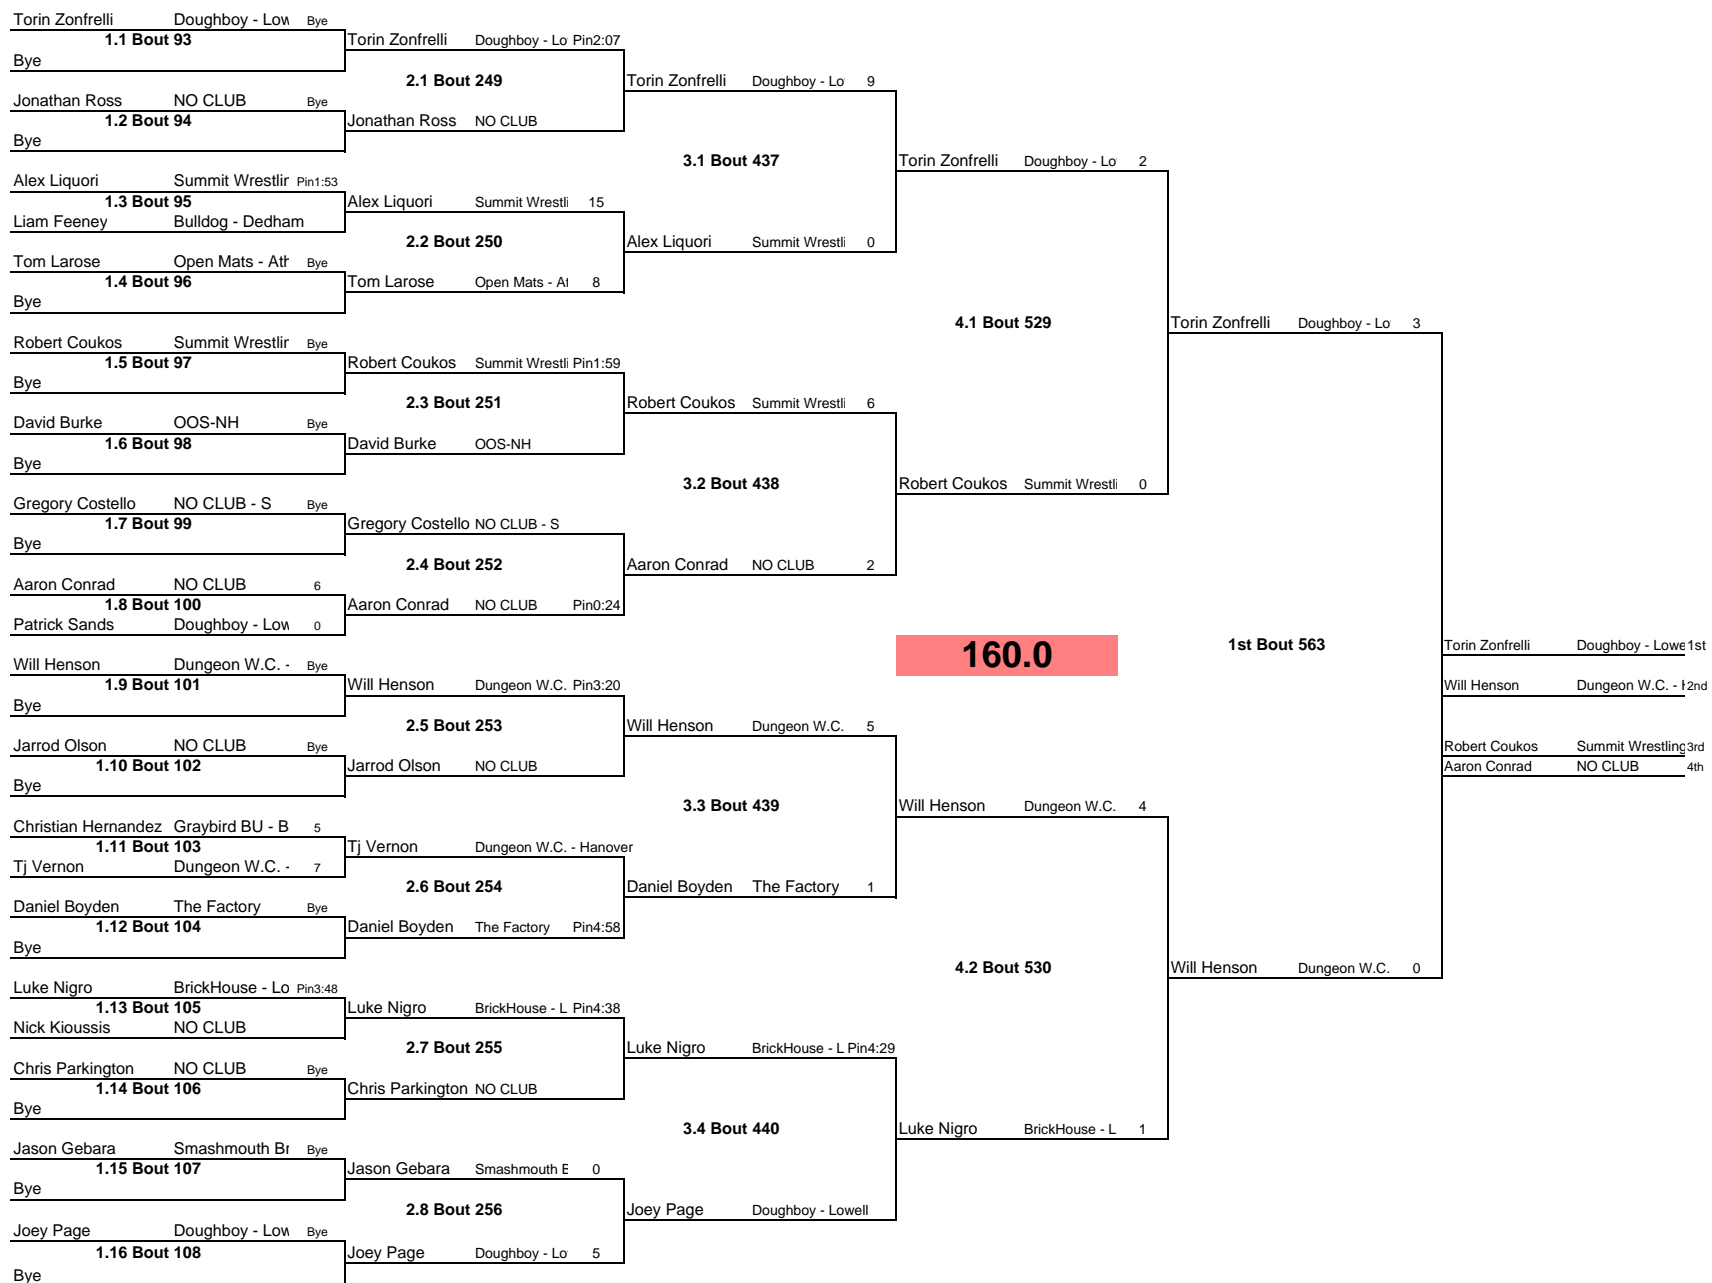 Torin Zonfrelli Doughboy - Low Bye
1.1 Bout 93
Bye
Jonathan Ross NO CLUB Bye
1.2 Bout 94
Bye
Alex Liquori Summit Wrestlir Pin1:53
1.3 Bout 95
Liam Feeney Bulldog - Dedham
Tom Larose Open Mats - Ath Bye
1.4 Bout 96
Bye
Robert Coukos Summit Wrestlir Bye
1.5 Bout 97
Bye
David Burke OOS-NH Bye
1.6 Bout 98
Bye
Gregory Costello NO CLUB - S Bye
1.7 Bout 99
Bye
Aaron Conrad NO CLUB 6
1.8 Bout 100
Patrick Sands Doughboy - Low 0
Will Henson Dungeon W.C. - Bye
1.9 Bout 101
Bye
Jarrod Olson NO CLUB Bye
1.10 Bout 102
Bye
Christian Hernandez Graybird BU - B 5
1.11 Bout 103
Tj Vernon Dungeon W.C. - 7
Daniel Boyden The Factory Bye
1.12 Bout 104
Bye
Luke Nigro BrickHouse - Lo Pin3:48
1.13 Bout 105
Nick Kioussis NO CLUB
Chris Parkington NO CLUB Bye
1.14 Bout 106
Bye
Jason Gebara Smashmouth Br Bye
1.15 Bout 107
Bye
Joey Page Doughboy - Low Bye
1.16 Bout 108
Bye
Torin Zonfrelli Doughboy - Lo Pin2:07
2.1 Bout 249
Jonathan Ross NO CLUB
Alex Liquori Summit Wrestli 15
2.2 Bout 250
Tom Larose Open Mats - At 8
Robert Coukos Summit Wrestli Pin1:59
2.3 Bout 251
David Burke OOS-NH
Gregory Costello NO CLUB - S
2.4 Bout 252
Aaron Conrad NO CLUB Pin0:24
Will Henson Dungeon W.C. Pin3:20
2.5 Bout 253
Jarrod Olson NO CLUB
Tj Vernon Dungeon W.C. - Hanover
2.6 Bout 254
Daniel Boyden The Factory Pin4:58
Luke Nigro BrickHouse - L Pin4:38
2.7 Bout 255
Chris Parkington NO CLUB
Jason Gebara Smashmouth E 0
2.8 Bout 256
Joey Page Doughboy - Lo 5
Torin Zonfrelli Doughboy - Lo 9
3.1 Bout 437
Alex Liquori Summit Wrestli 0
Robert Coukos Summit Wrestli 6
3.2 Bout 438
Aaron Conrad NO CLUB 2
Will Henson Dungeon W.C. 5
3.3 Bout 439
Daniel Boyden The Factory 1
Luke Nigro BrickHouse - L Pin4:29
3.4 Bout 440
Joey Page Doughboy - Lowell
Torin Zonfrelli Doughboy - Lo 2
4.1 Bout 529
Robert Coukos Summit Wrestli 0
160.0
Will Henson Dungeon W.C. 4
4.2 Bout 530
Luke Nigro BrickHouse - L 1
Torin Zonfrelli Doughboy - Lo 3
1st Bout 563
Will Henson Dungeon W.C. 0
Torin Zonfrelli Doughboy - Lowe 1st
Will Henson Dungeon W.C. - H 2nd
Robert Coukos Summit Wrestling 3rd
Aaron Conrad NO CLUB 4th